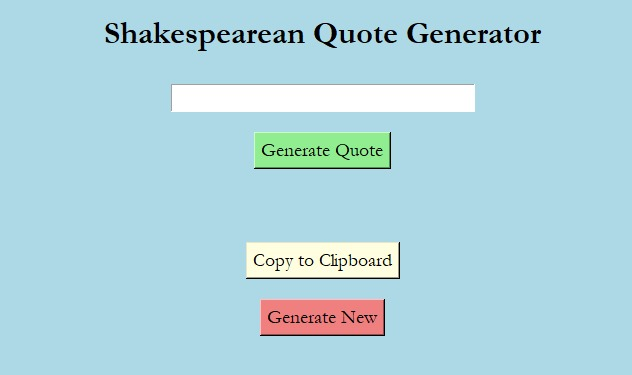 Shakespearean Quote Generator
Generate Quote
Copy to Clipboard
Generate New